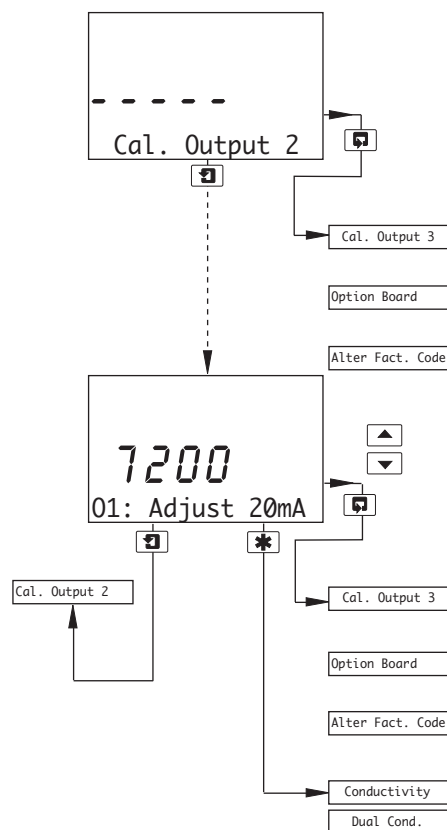 - - - - -
Cal. Output 2
Cal. Output 3
Option Board
Alter Fact. Code
7200
O1: Adjust 20mA
Cal. Output 2
Cal. Output 3
Option Board
Alter Fact. Code
Conductivity
Dual Cond.